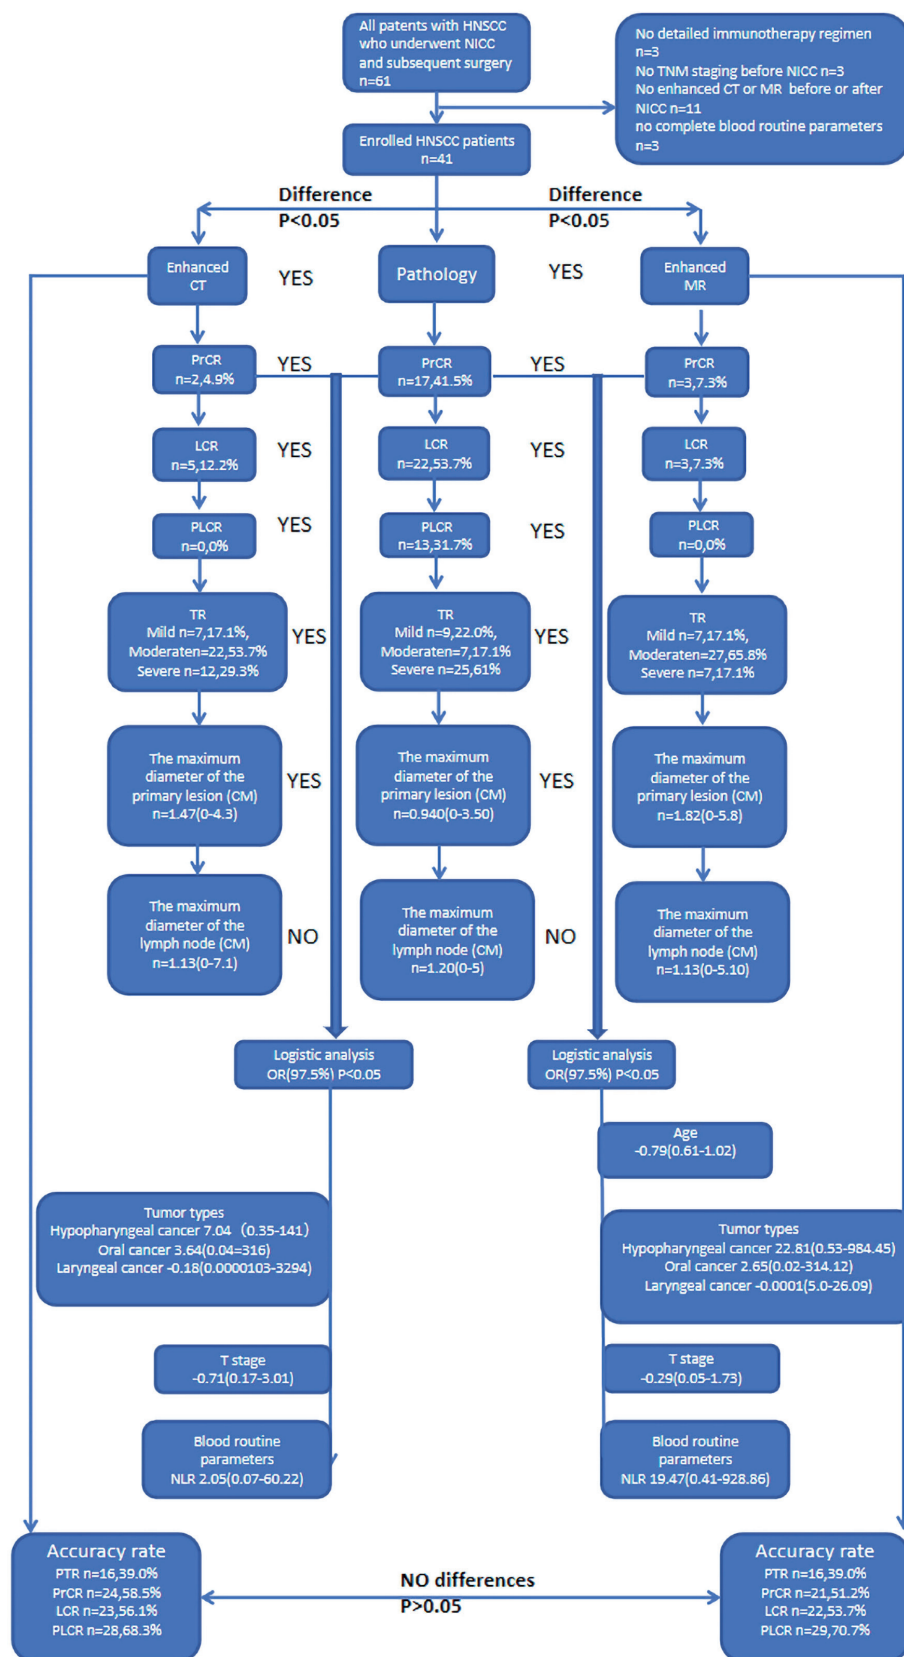 All patents with HNSCC
who underwent NICC
and subsequent surgery
n=61
No detailed immunotherapy regimen
n=3
No TNM staging before NICC n=3
No enhanced CT or MR before or after
NICC n=11
no complete blood routine parameters
n=3
Enrolled HNSCC patients
n=41
Difference
P<0.05
Difference
P<0.05
Enhanced
CT
YES
Pathology
YES
Enhanced
MR
PrCR
n=2,4.9%
YES
PrCR
n=17,41.5%
YES
PrCR
n=3,7.3%
LCR
n=5,12.2%
YES
LCR
n=22,53.7%
YES
LCR
n=3,7.3%
PLCR
n=0,0%
YES
PLCR
n=13,31.7%
YES
PLCR
n=0,0%
TR
Mild n=7,17.1%,
Moderaten=22,53.7%
Severe n=12,29.3%
YES
TR
Mild n=9,22.0%,
Moderaten=7,17.1%
Severe n=25,61%
YES
TR
Mild n=7,17.1%,
Moderaten=27,65.8%
Severe n=7,17.1%
The maximum
diameter of the
primary lesion (CM)
n=1.47(0-4.3)
YES
The maximum
diameter of the
primary lesion (CM)
n=0.940(0-3.50)
YES
The maximum
diameter of the
primary lesion (CM)
n=1.82(0-5.8)
The maximum
diameter of the
lymph node (CM)
n=1.13(0-7.1)
NO
The maximum
diameter of the
lymph node (CM)
n=1.20(0-5)
NO
The maximum
diameter of the
lymph node (CM)
n=1.13(0-5.10)
Logistic analysis
OR(97.5%) P<0.05
Logistic analysis
OR(97.5%) P<0.05
Age
-0.79(0.61-1.02)
Tumor types
Hypopharyngeal cancer 7.04（0.35-141）
Oral cancer 3.64(0.04=316)
Laryngeal cancer -0.18(0.0000103-3294)
Tumor types
Hypopharyngeal cancer 22.81(0.53-984.45)
Oral cancer 2.65(0.02-314.12)
Laryngeal cancer -0.0001(5.0-26.09)
T stage
-0.71(0.17-3.01)
T stage
-0.29(0.05-1.73)
Blood routine
parameters
NLR 2.05(0.07-60.22)
Blood routine
parameters
NLR 19.47(0.41-928.86)
Accuracy rate
PTR n=16,39.0%
PrCR n=24,58.5%
LCR n=23,56.1%
PLCR n=28,68.3%
NO differences
P>0.05
Accuracy rate
PTR n=16,39.0%
PrCR n=21,51.2%
LCR n=22,53.7%
PLCR n=29,70.7%